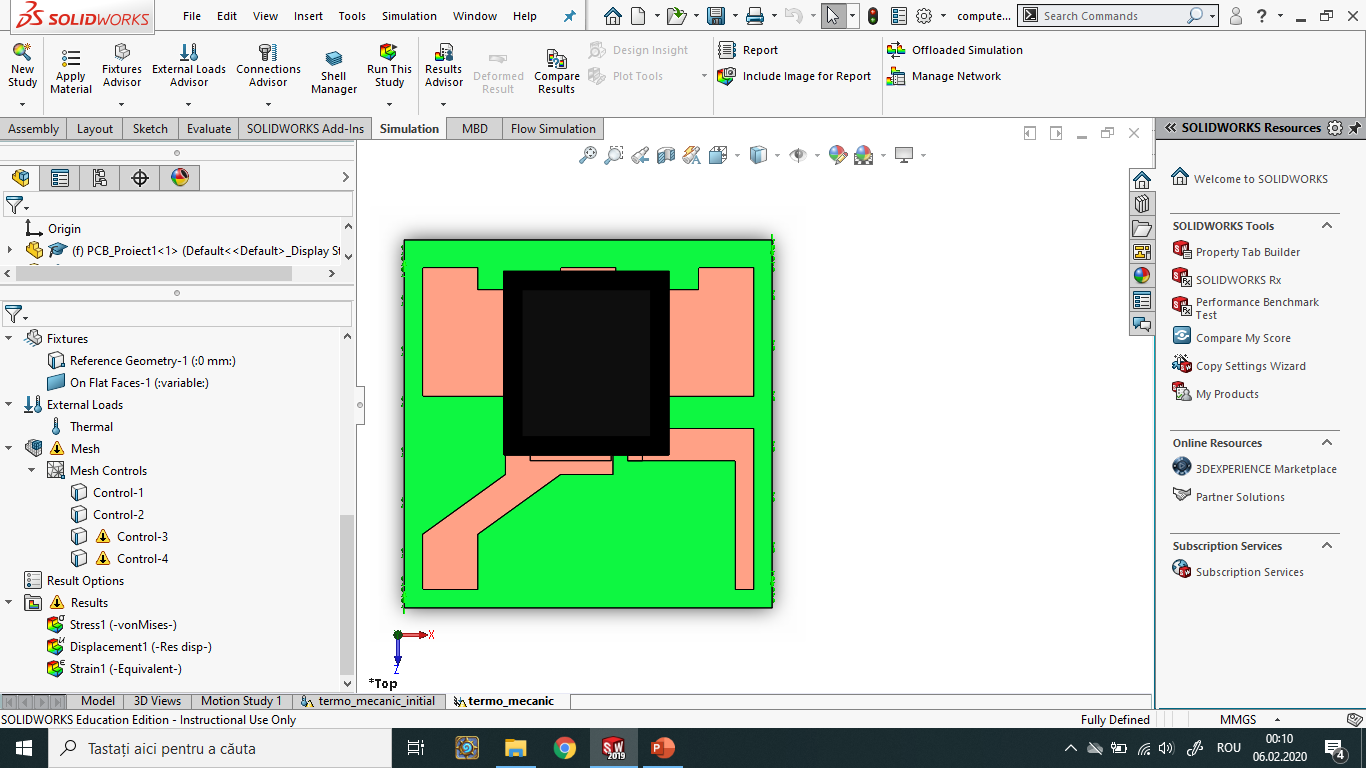 SOLIDWORKS
File Edit View Insert Tools Simulation Window Help
compute...
Search Commands
New Study
Apply Material
Fixtures Advisor
External Loads Advisor
Connections Advisor
Shell Manager
Run This Study
Results Advisor
Deformed Result
Compare Results
Design Insight
Plot Tools
Report
Include Image for Report
Offloaded Simulation
Manage Network
Assembly Layout Sketch Evaluate SOLIDWORKS Add-Ins Simulation MBD Flow Simulation
Origin
(f) PCB_Proiect1<1> (Default<<Default>_Display St
Fixtures
Reference Geometry-1 (:0 mm:)
On Flat Faces-1 (:variable:)
External Loads
Thermal
Mesh
Mesh Controls
Control-1
Control-2
Control-3
Control-4
Result Options
Results
Stress1 (-vonMises-)
Displacement1 (-Res disp-)
Strain1 (-Equivalent-)
X
Z
*Top
SOLIDWORKS Resources
Welcome to SOLIDWORKS
SOLIDWORKS Tools
Property Tab Builder
SOLIDWORKS Rx
Performance Benchmark
Test
Compare My Score
Copy Settings Wizard
My Products
Online Resources
3DEXPERIENCE Marketplace
Partner Solutions
Subscription Services
Subscription Services
Model 3D Views Motion Study 1 termo_mecanic_initial termo_mecanic
SOLIDWORKS Education Edition - Instructional Use Only
Fully Defined
MMGS
Tastați aici pentru a căuta
SW
2019
ROU
00:10
06.02.2020
4